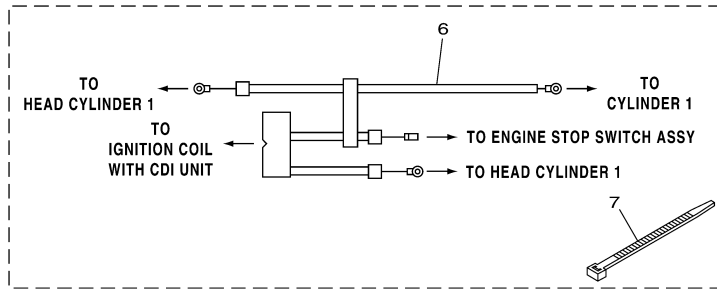 6
TO
HEAD CYLINDER 1
TO
CYLINDER 1
TO
IGNITION COIL
WITH CDI UNIT
TO ENGINE STOP SWITCH ASSY
TO HEAD CYLINDER 1
7